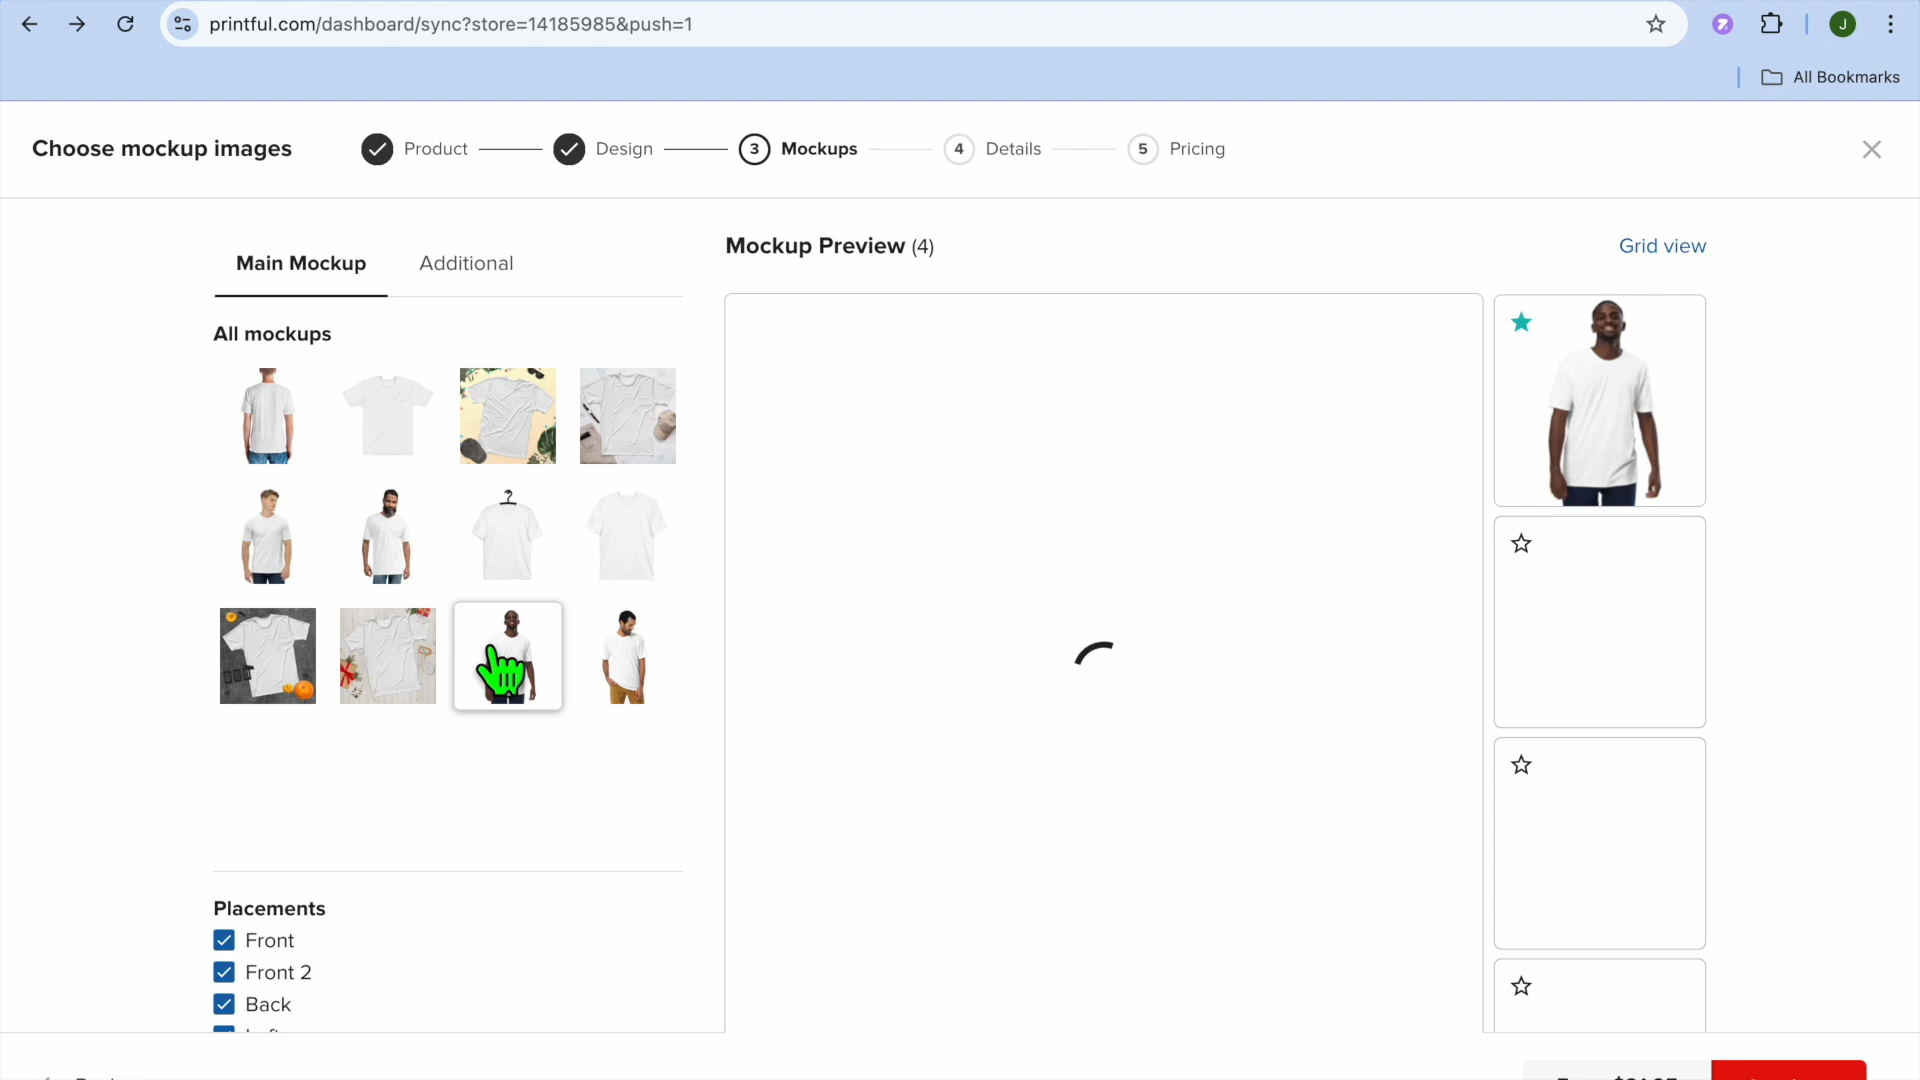 printful.com/dashboard/sync?store=14185985&push=1
J
All Bookmarks
Choose mockup images
Product
Design
3
Mockups
4
Details
5
Pricing
Main Mockup
Additional
Mockup Preview (4)
Grid view
All mockups
Placements
Front
Front 2
Back